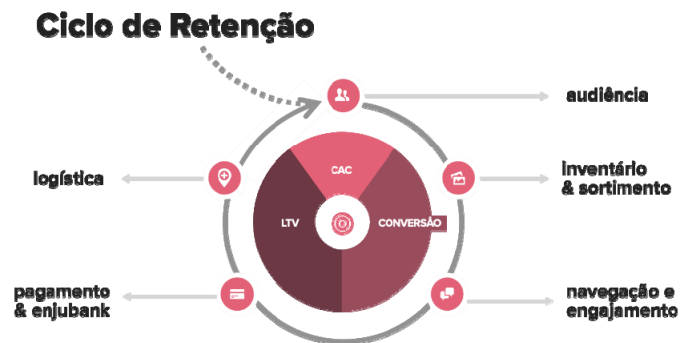 Ciclo de Retenção
audiência
logística
CAC
inventário
& sortimento
LTV
CONVERSÃO
pagamento
& enjubank
navegação e
engajamento